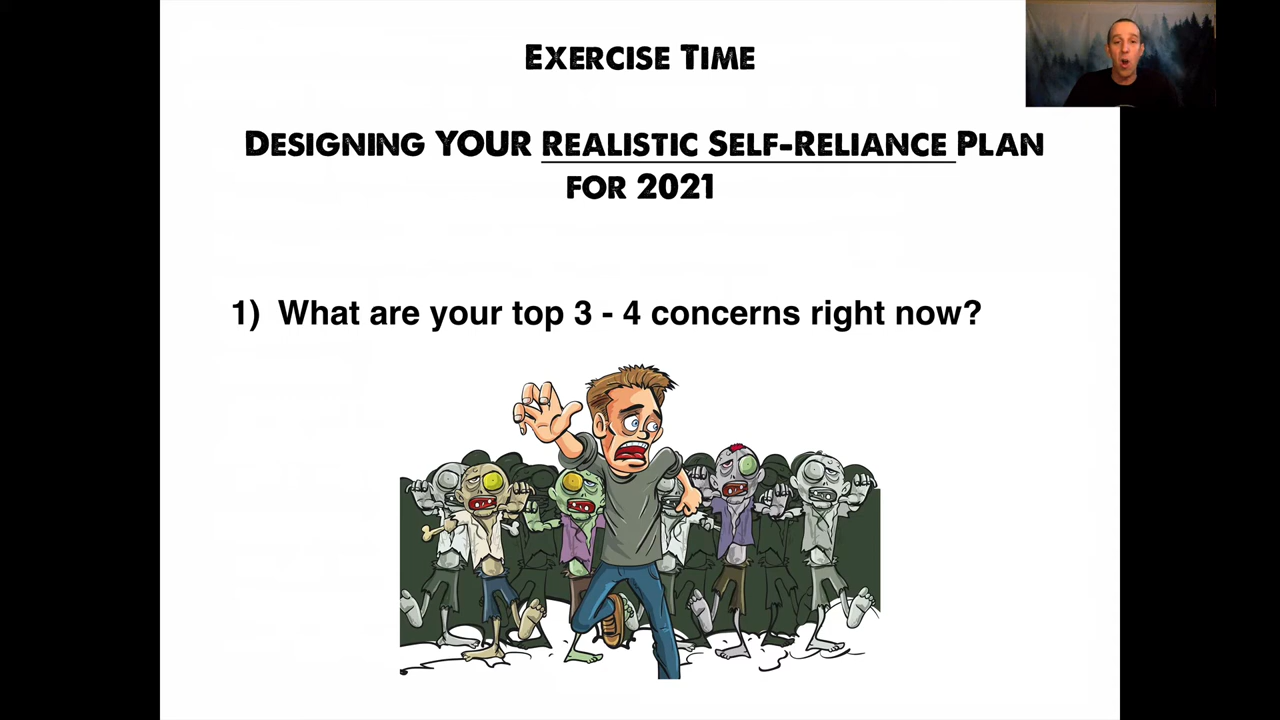 EXERCISE TIME
DESIGNING YOUR REALISTIC SELF-RELIANCE PLAN
FOR 2021
1) What are your top 3 - 4 concerns right now?